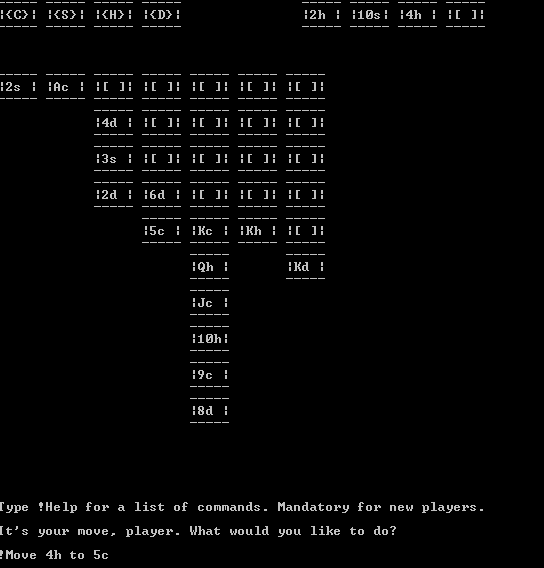 ¦{C}¦ ¦{S}¦ ¦{H}¦ ¦{D}¦ ¦2h ¦ ¦10s¦ ¦4h ¦ ¦[ ]¦
¦2s ¦ ¦Ac ¦ ¦[ ]¦ ¦[ ]¦ ¦[ ]¦ ¦[ ]¦ ¦[ ]¦
¦4d ¦ ¦[ ]¦ ¦[ ]¦ ¦[ ]¦ ¦[ ]¦
¦3s ¦ ¦[ ]¦ ¦[ ]¦ ¦[ ]¦ ¦[ ]¦
¦2d ¦ ¦6d ¦ ¦[ ]¦ ¦[ ]¦ ¦[ ]¦
¦5c ¦ ¦Kc ¦ ¦Kh ¦ ¦[ ]¦
¦Qh ¦ ¦Kd ¦
¦Jc ¦
¦10h¦
¦9c ¦
¦8d ¦
Type !Help for a list of commands. Mandatory for new players.
It's your move, player. What would you like to do?
!Move 4h to 5c